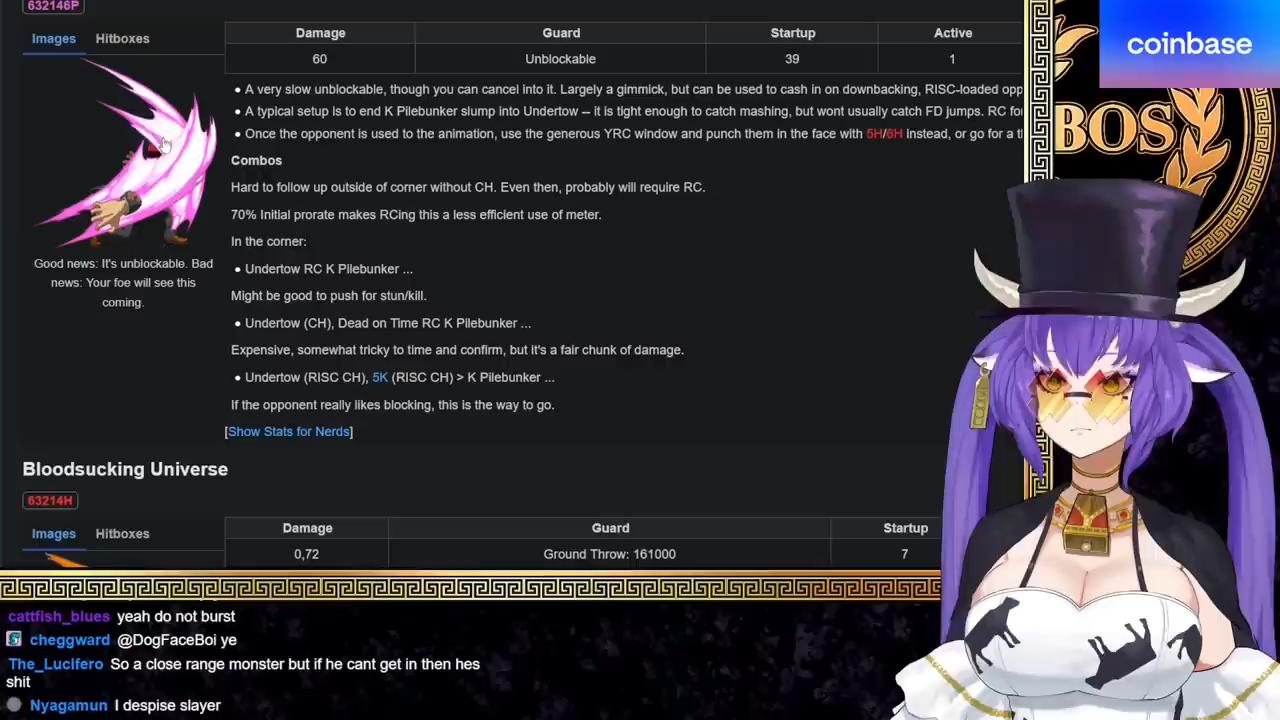 632146P
Images Hitboxes
Damage Guard Startup Active
60 Unblockable 39 1
• A very slow unblockable, though you can cancel into it. Largely a gimmick, but can be used to cash in on downbacking, RISC-loaded opp
• A typical setup is to end K Pilebunker slump into Undertow – it is tight enough to catch mashing, but wont usually catch FD jumps. RC fo
• Once the opponent is used to the animation, use the generous YRC window and punch them in the face with 5H/6H instead, or go for a t
Good news: It's unblockable. Bad
news: Your foe will see this
coming.
Combos
Hard to follow up outside of corner without CH. Even then, probably will require RC.
70% Initial prorate makes RCing this a less efficient use of meter.
In the corner:
• Undertow RC K Pilebunker ...
Might be good to push for stun/kill.
• Undertow (CH), Dead on Time RC K Pilebunker ...
Expensive, somewhat tricky to time and confirm, but it's a fair chunk of damage.
• Undertow (RISC CH), 5K (RISC CH) > K Pilebunker ...
If the opponent really likes blocking, this is the way to go.
[Show Stats for Nerds]
Bloodsucking Universe
63214H
Images Hitboxes
Damage Guard Startup
0,72 Ground Throw: 161000 7
coinbase
BOS
cattfish_blues yeah do not burst
cheggward @DogFaceBoi ye
The_Lucifero So a close range monster but if he cant get in then hes
shit
Nyagamun I despise slayer